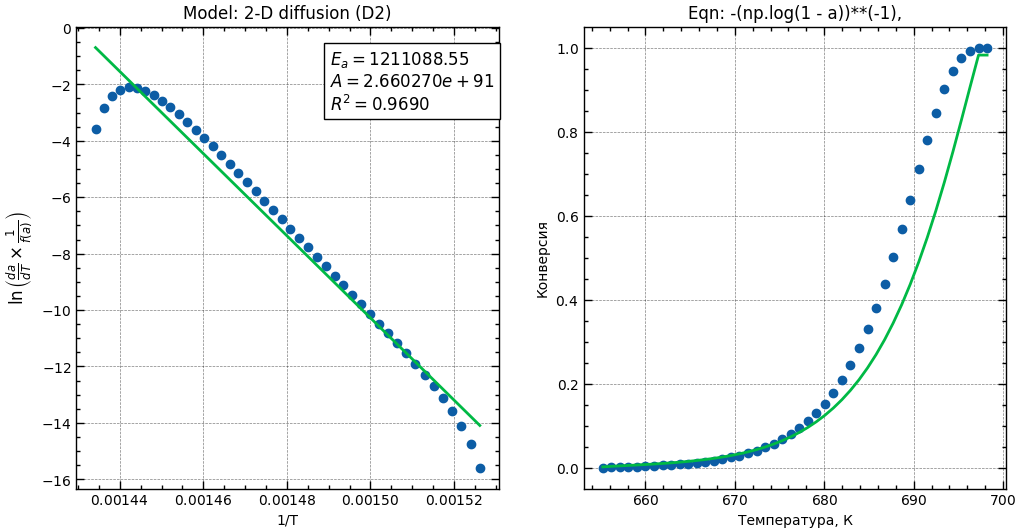 Model: 2-D diffusion (D2)
0
−2
−4
−6
−8
−10
−12
−14
−16
ln(da/dT × 1/f(a))
E_a = 1211088.55
A = 2.660270e + 91
R^2 = 0.9690
0.00144 0.00146 0.00148 0.00150 0.00152
1/T
Eqn: -(np.log(1 - a))**(-1),
1.0
0.8
0.6
0.4
0.2
0.0
Конверсия
660 670 680 690 700
Температура, К